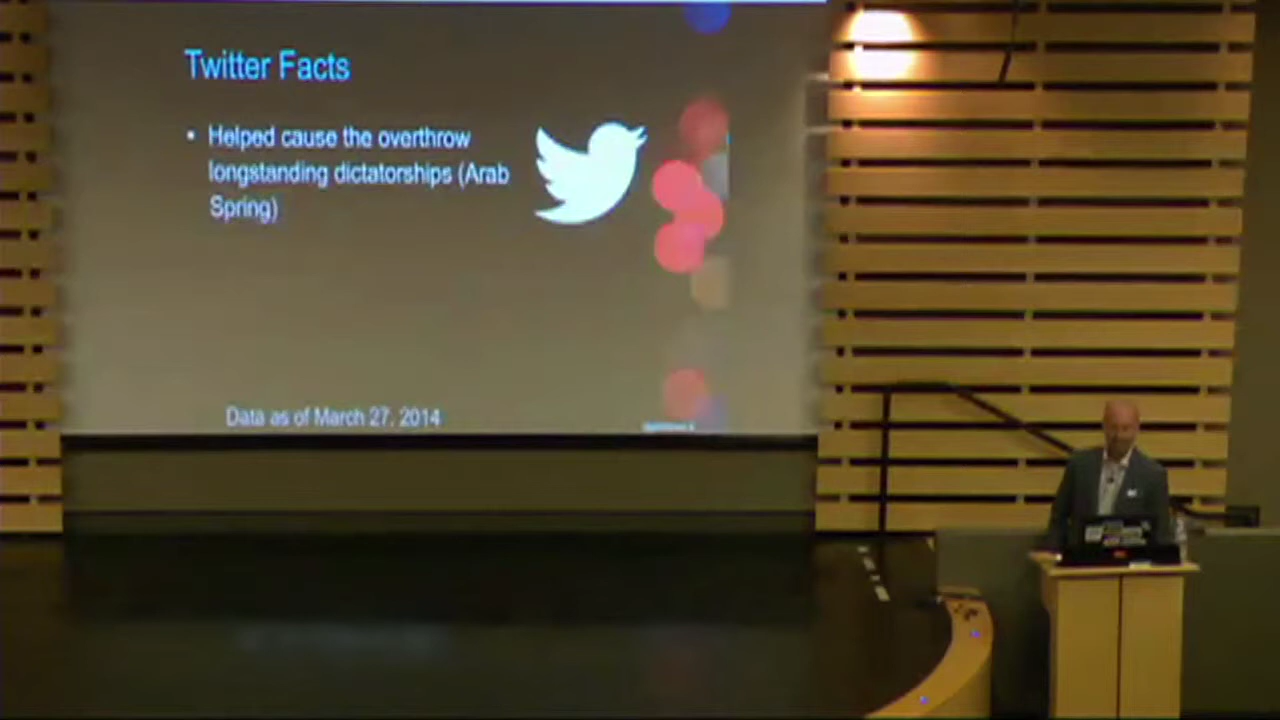 Twitter Facts
• Helped cause the overthrow
longstanding dictatorships (Arab
Spring)
Data as of March 27, 2014